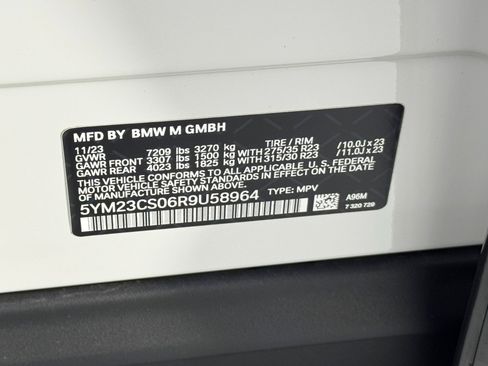 MFD BY BMW M GMBH
11/23 TIRE / RIM
GVWR 7209 lbs 3270 kg
GAWR FRONT 3307 lbs 1500 kg with 275/35 R23 /10.0J x 23
GAWR REAR 4023 lbs 1825 kg with 315/30 R23 /11.0J x 23
THIS VEHICLE CONFORMS TO ALL APPLICABLE U.S. FEDERAL
MOTOR VEHICLE SAFETY STANDARDS IN EFFECT ON THE DATE OF
MANUFACTURE SHOWN ABOVE.
5YM23CS06R9U58964 TYPE: MPV A96M
7 320 729